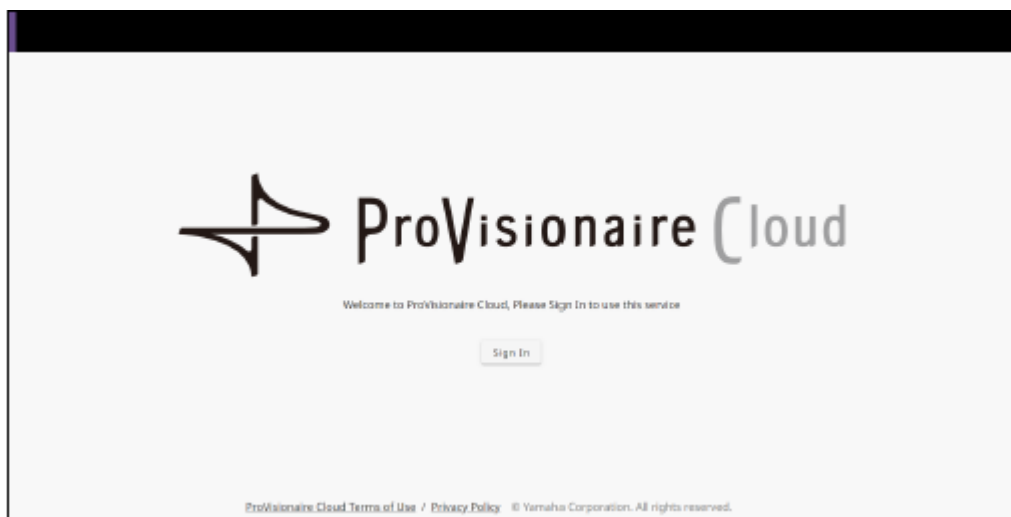 ProVisionaire Cloud
Welcome to ProVisionaire Cloud, Please Sign In to use this service
Sign In
ProVisionaire Cloud Terms of Use / Privacy Policy © Yamaha Corporation. All rights reserved.